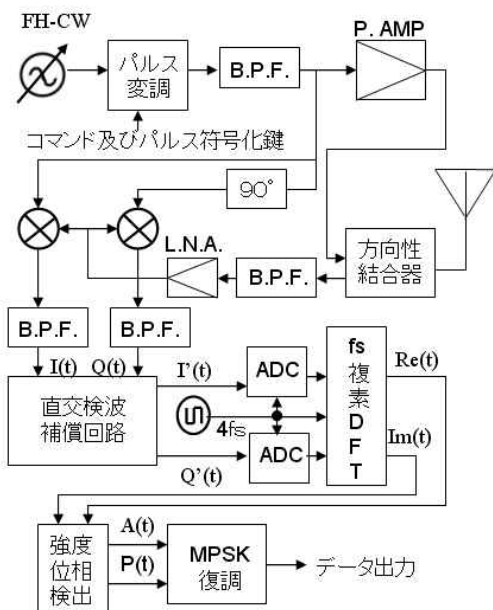 FH-CW
パルス
変調
B.P.F.
P. AMP
コマンド及びパルス符号化鍵
90°
L.N.A.
B.P.F.
方向性
結合器
B.P.F.
B.P.F.
I(t)
Q(t)
I'(t)
ADC
fs
複
素
D
F
T
Re(t)
直交検波
補償回路
4fs
Im(t)
Q'(t)
ADC
強度
位相
検出
A(t)
P(t)
MPSK
復調
データ出力